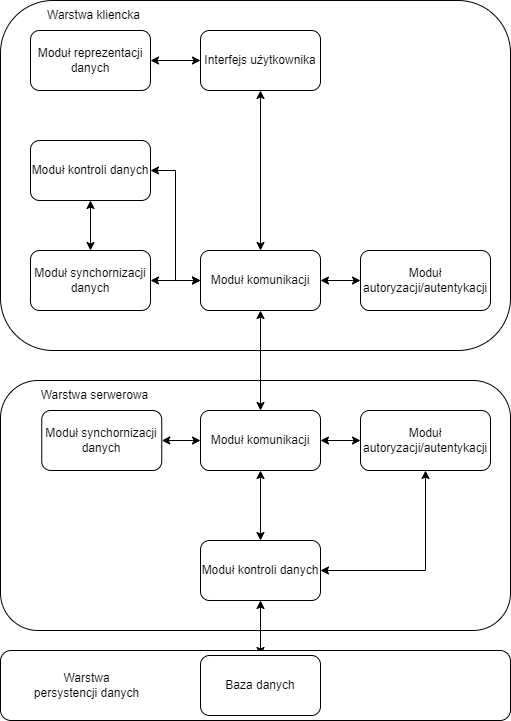 Warstwa kliencka
Moduł reprezentacji
danych
Interfejs użytkownika
Moduł kontroli danych
Moduł synchornizacji
danych
Moduł komunikacji
Moduł
autoryzacji/autentykacji
Warstwa serwerowa
Moduł synchornizacji
danych
Moduł komunikacji
Moduł
autoryzacji/autentykacji
Moduł kontroli danych
Warstwa
persystencji danych
Baza danych